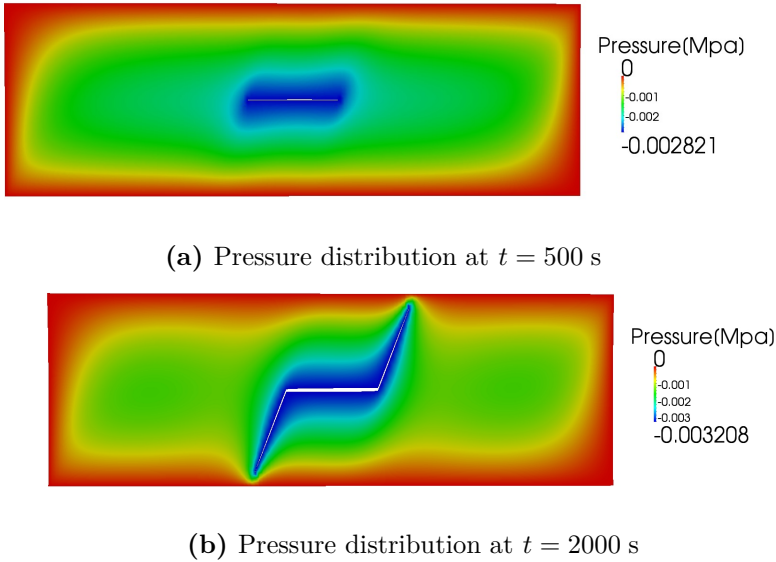 Pressure(Mpa)
0
-0.001
-0.002
-0.002821
(a) Pressure distribution at t = 500 s
Pressure(Mpa)
0
-0.001
-0.002
-0.003
-0.003208
(b) Pressure distribution at t = 2000 s